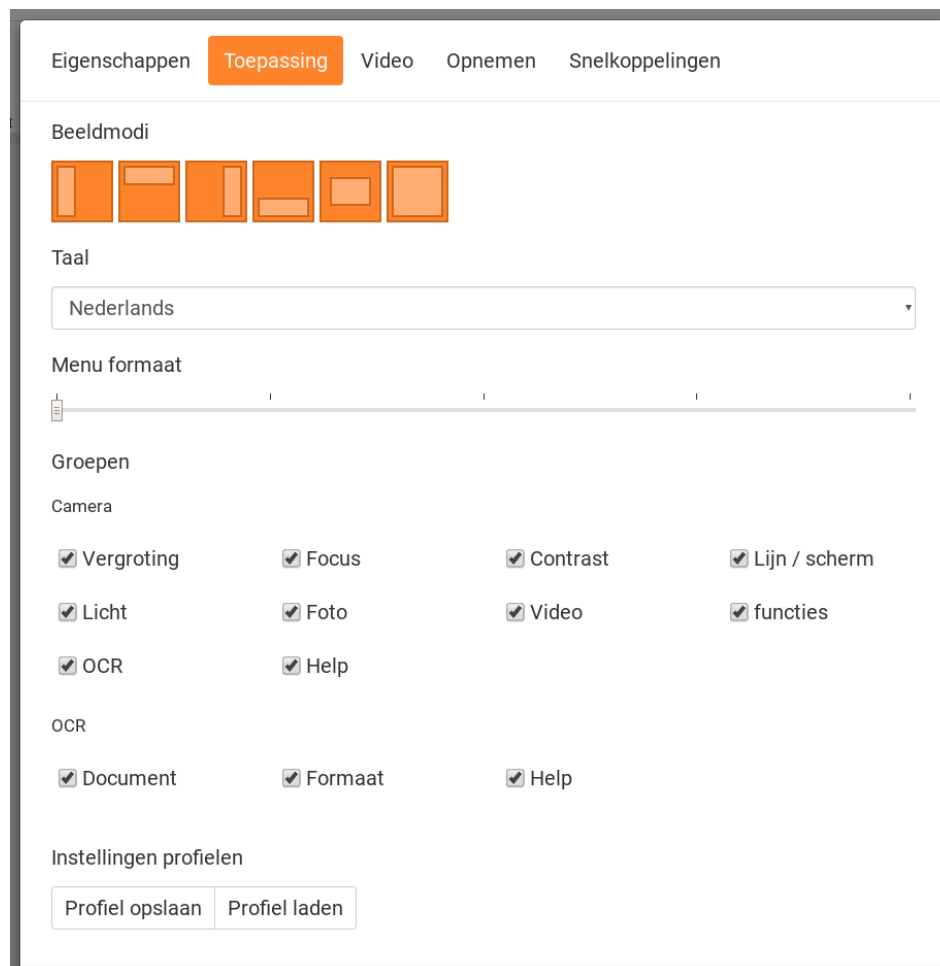 Eigenschappen Toepassing Video Opnemen Snelkoppelingen
Beeldmodi
Taal
Nederlands
Menu formaat
Groepen
Camera
Vergroting Focus Contrast Lijn / scherm
Licht Foto Video functies
OCR Help
OCR
Document Formaat Help
Instellingen profielen
Profiel opslaan Profiel laden